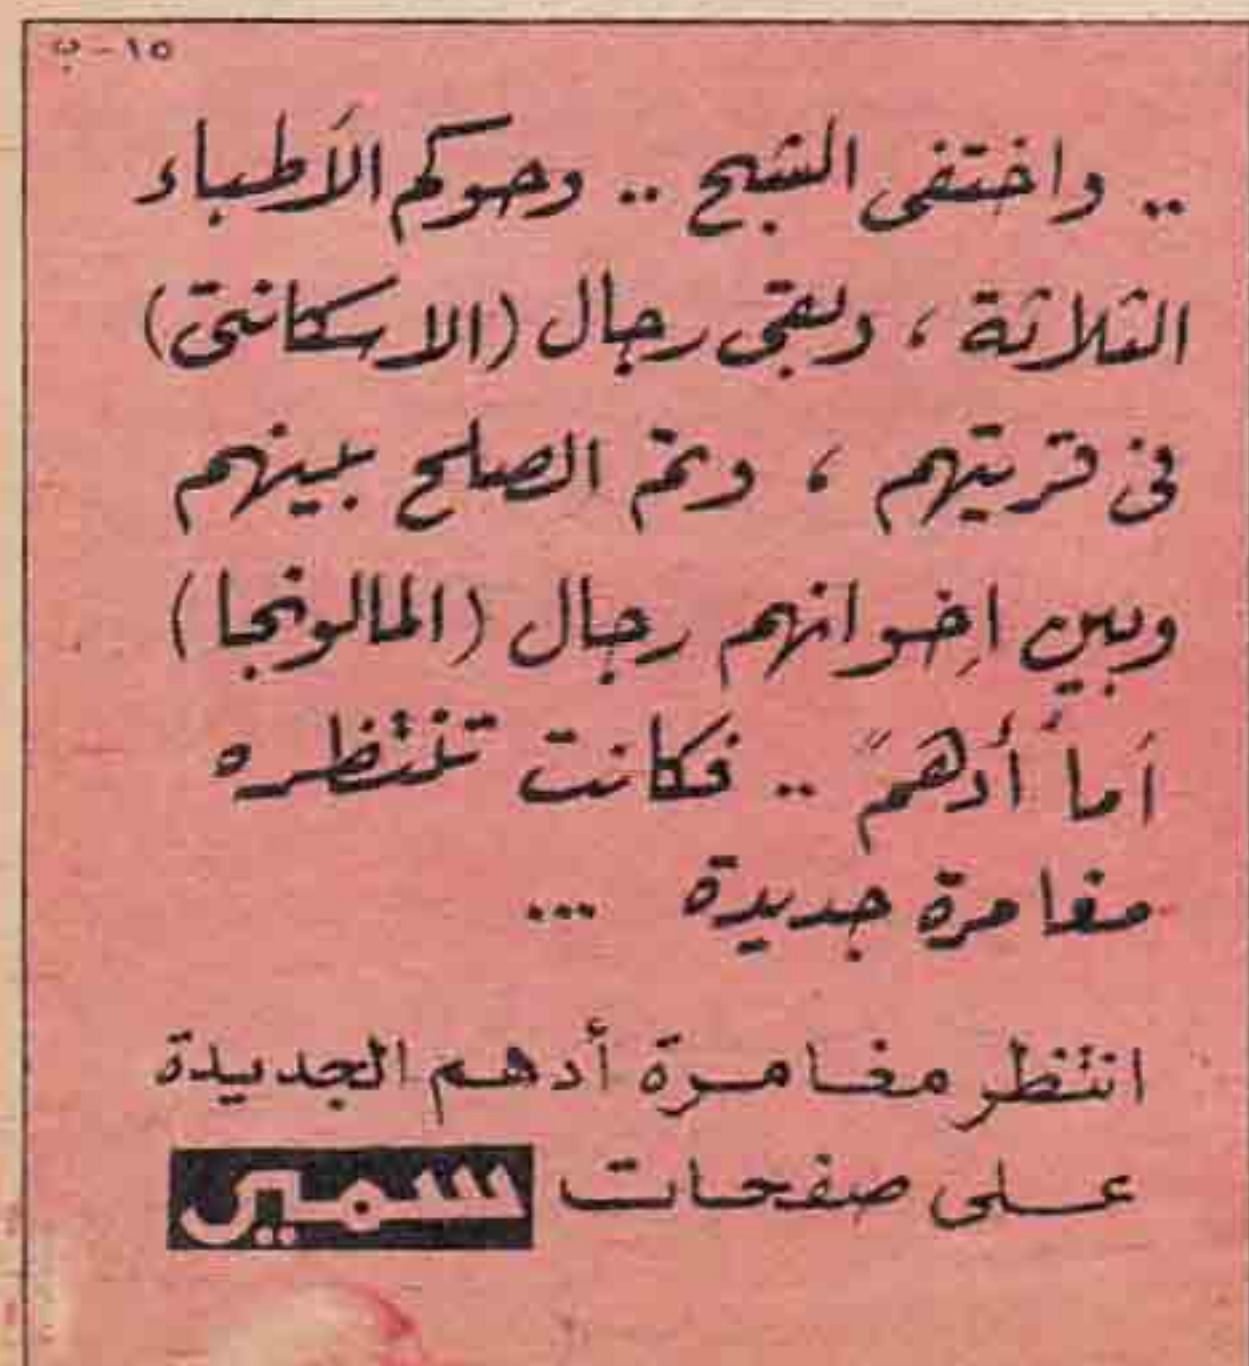 ١٥-ب
.. واختفى الشبح .. وحوكم الأطباء
الثلاثة ، وبقى رجال (الاسكانتى)
فى قريتهم ، وتم الصلح بينهم
وبين إخوانهم رجال (المالونجا)
أما أدهم .. فكانت تنتظره
مغامرة جديدة ...
انتظر مغامرة أدهم الجديدة
على صفحات سمير